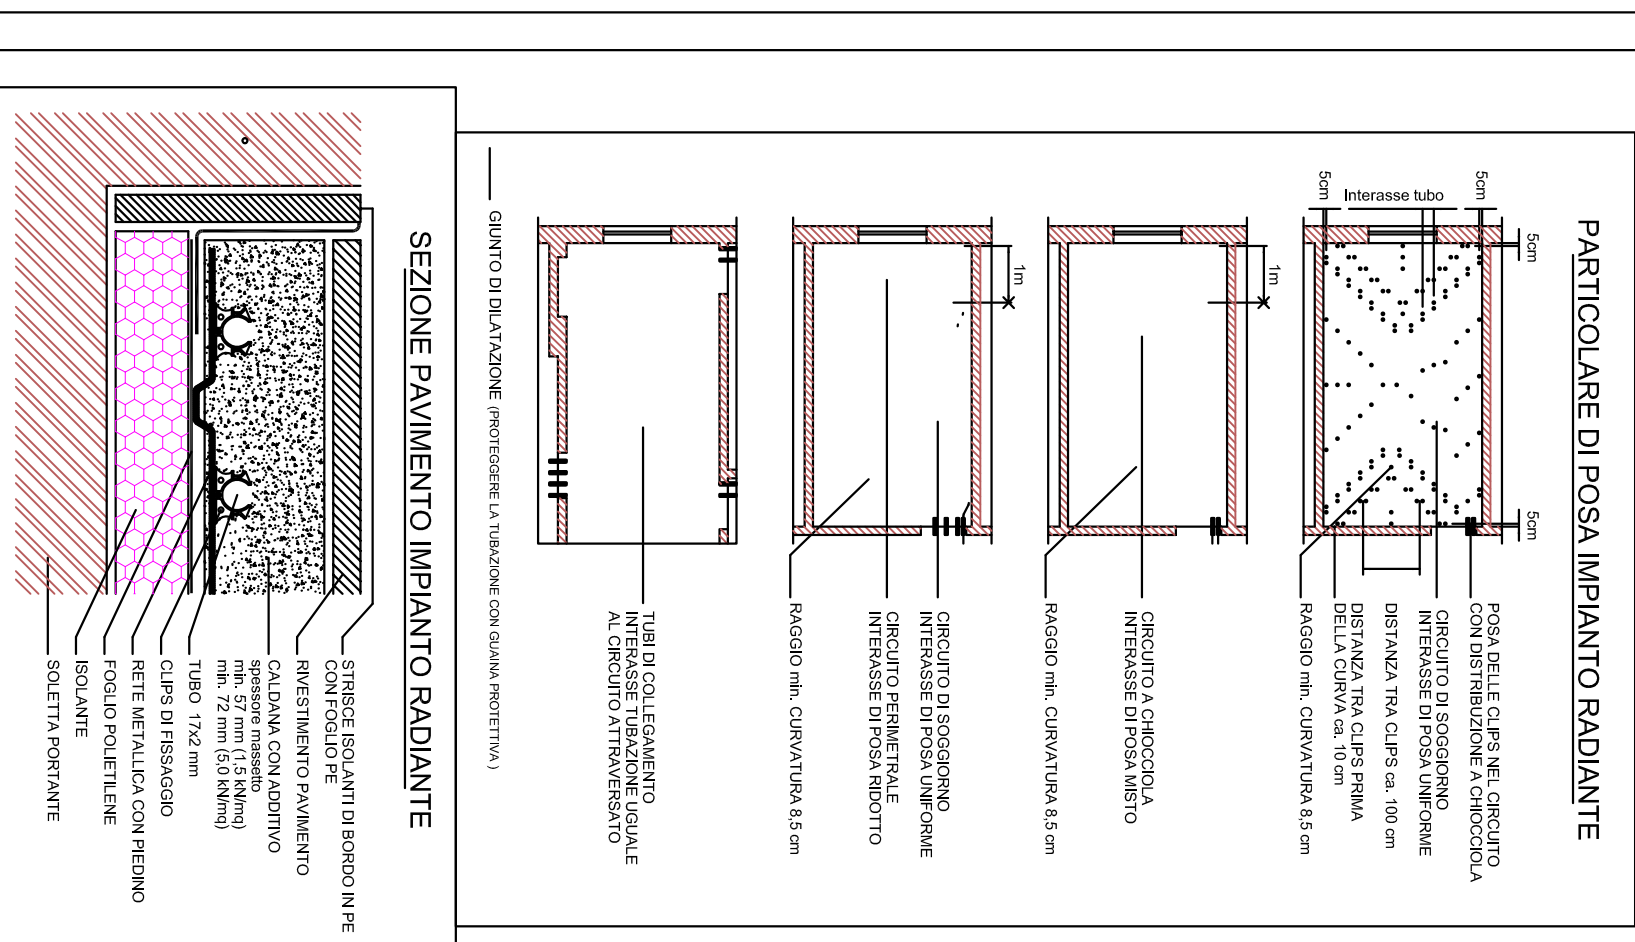 PARTICOLARE DI POSA IMPIANTO RADIANTE
5cm
Interasse tubo
5cm
5cm
5cm
POSA DELLE CLIPS NEL CIRCUITO
CON DISTRIBUZIONE A CHIOCCIOLA
CIRCUITO DI SOGGIORNO
INTERASSE DI POSA UNIFORME
DISTANZA TRA CLIPS ca. 100 cm
DISTANZA TRA CLIPS PRIMA
DELLA CURVA ca. 10 cm
RAGGIO min. CURVATURA 8,5 cm
1m
CIRCUITO A CHIOCCIOLA
INTERASSE DI POSA MISTO
RAGGIO min. CURVATURA 8,5 cm
1m
CIRCUITO DI SOGGIORNO
INTERASSE DI POSA UNIFORME
CIRCUITO PERIMETRALE
INTERASSE DI POSA RIDOTTO
RAGGIO min. CURVATURA 8,5 cm
TUBI DI COLLEGAMENTO
INTERASSE TUBAZIONE UGUALE
AL CIRCUITO ATTRAVERSATO
GIUNTO DI DILATAZIONE (PROTEGGERE LA TUBAZIONE CON GUAINA PROTETTIVA )
SEZIONE PAVIMENTO IMPIANTO RADIANTE
STRISCE ISOLANTI DI BORDO IN PE
CON FOGLIO PE
RIVESTIMENTO PAVIMENTO
CALDANA CON ADDITIVO
spessore massetto
min. 57 mm (1,5 kN/mq)
min. 72 mm (5,0 kN/mq)
TUBO 17x2 mm
CLIPS DI FISSAGGIO
RETE METALLICA CON PIEDINO
FOGLIO POLIETILENE
ISOLANTE
SOLETTA PORTANTE